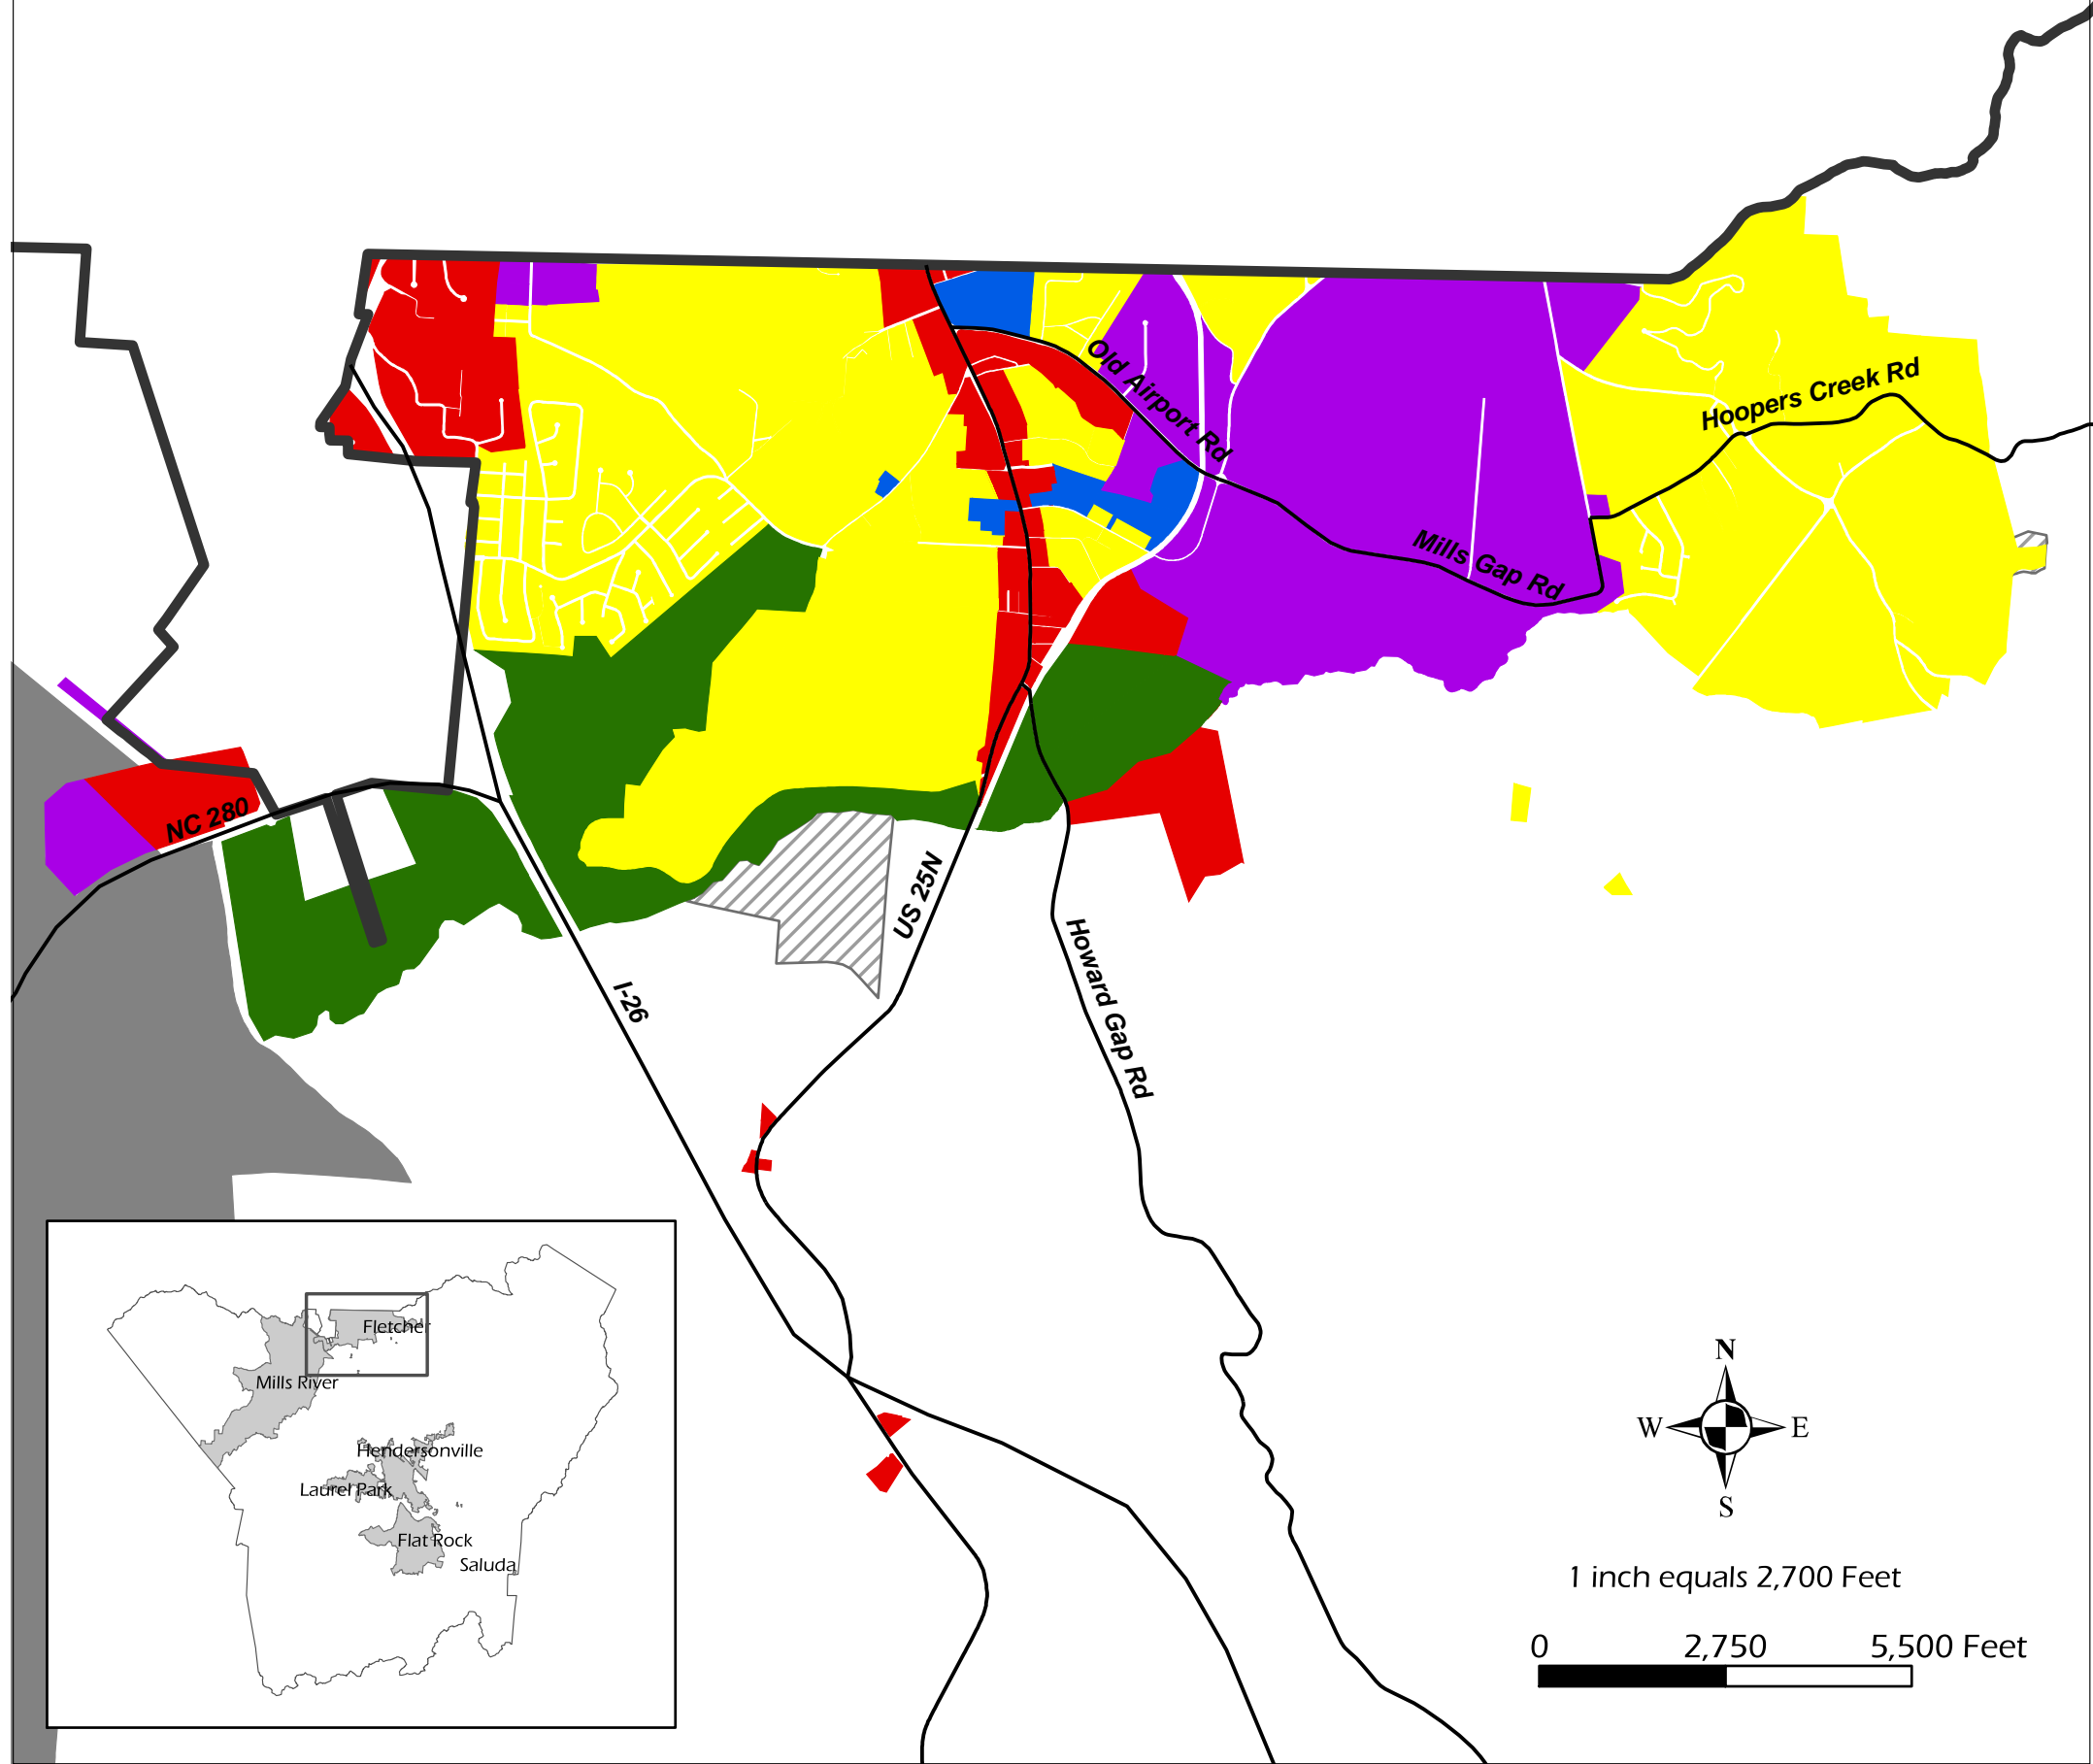 Old Airport Rd
Hoopers Creek Rd
Mills Gap Rd
NC 280
US 25N
I-26
Howard Gap Rd
Fletcher
Mills River
Hendersonville
Laurel Park
Flat Rock
Saluda
N
W
E
S
1 inch equals 2,700 Feet
0 2,750 5,500 Feet